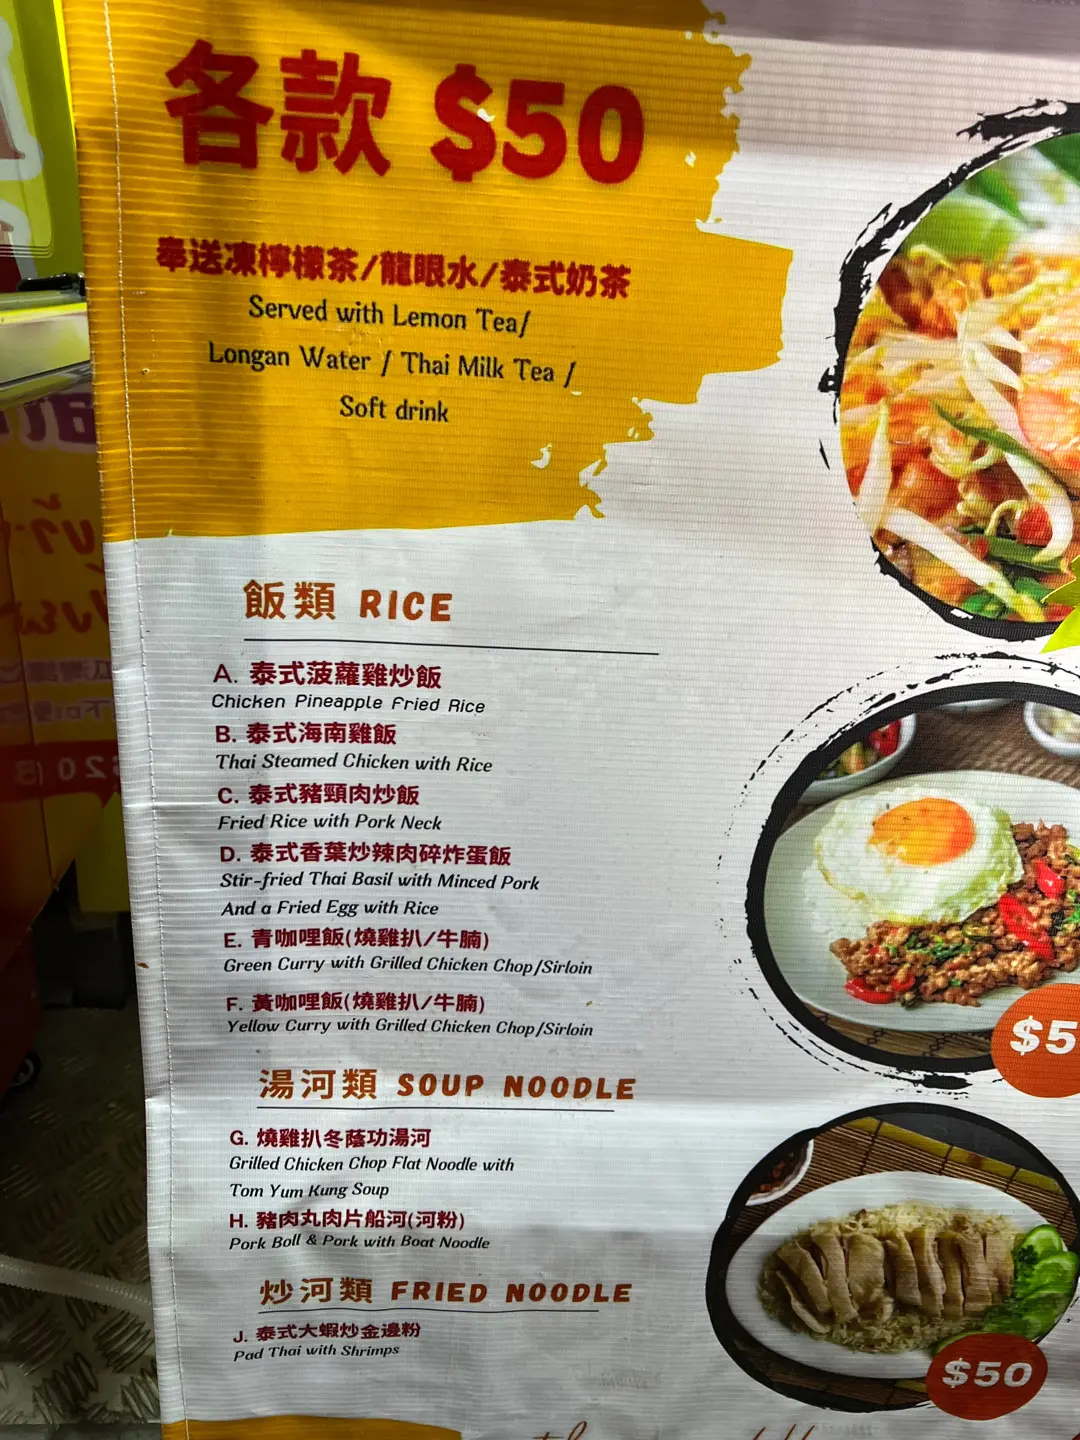 各款 $50
奉送凍檸檬茶/龍眼水/泰式奶茶
Served with Lemon Tea/
Longan Water / Thai Milk Tea /
Soft drink
飯類 RICE
A. 泰式菠蘿雞炒飯
Chicken Pineapple Fried Rice
B. 泰式海南雞飯
Thai Steamed Chicken with Rice
C. 泰式豬頸肉炒飯
Fried Rice with Pork Neck
D. 泰式香葉炒辣肉碎炸蛋飯
Stir-fried Thai Basil with Minced Pork
And a Fried Egg with Rice
E. 青咖哩飯(燒雞扒/牛腩)
Green Curry with Grilled Chicken Chop/Sirloin
F. 黃咖哩飯(燒雞扒/牛腩)
Yellow Curry with Grilled Chicken Chop/Sirloin
$5
湯河類 SOUP NOODLE
G. 燒雞扒冬蔭功湯河
Grilled Chicken Chop Flat Noodle with
Tom Yum Kung Soup
H. 豬肉丸肉片船河(河粉)
Pork Boll & Pork with Boat Noodle
炒河類 FRIED NOODLE
J. 泰式大蝦炒金邊粉
Pad Thai with Shrimps
$50